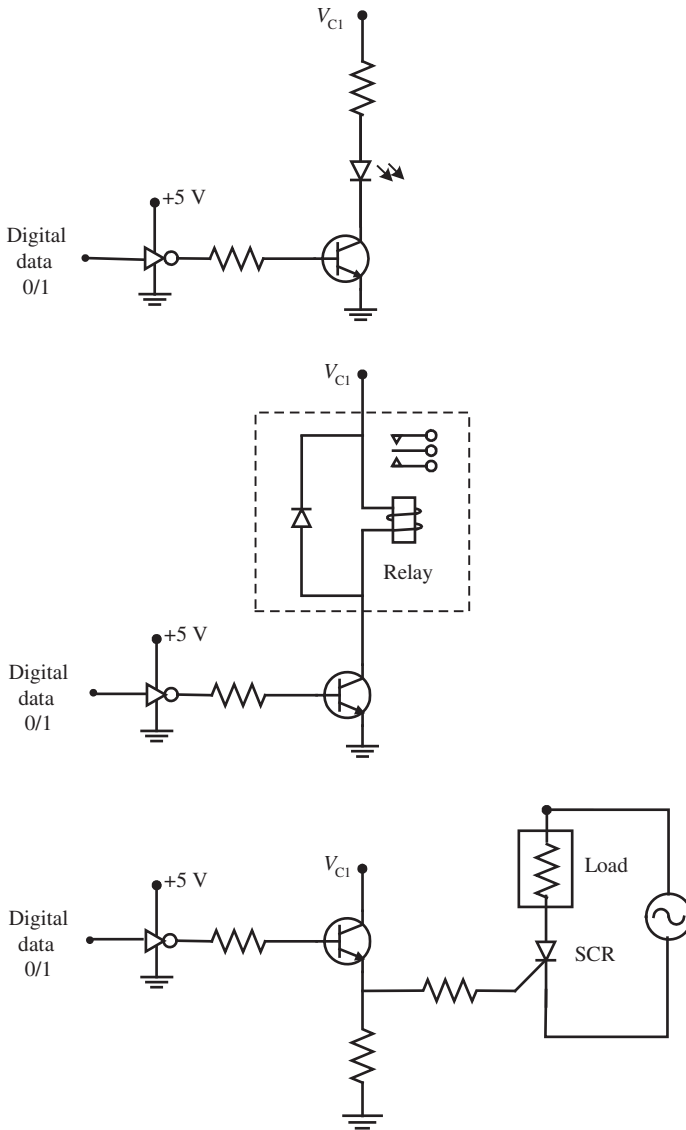 V_C1
+5 V
Digital
data
0/1
V_C1
Relay
+5 V
Digital
data
0/1
V_C1
+5 V
Digital
data
0/1
Load
SCR